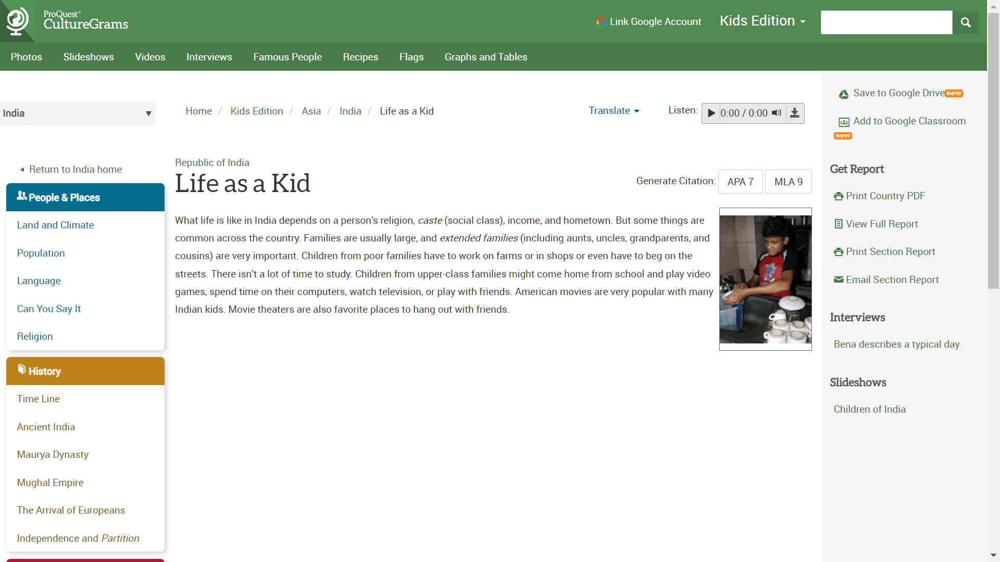 ProQuest®
CultureGrams
Link Google Account
Kids Edition
Photos
Slideshows
Videos
Interviews
Famous People
Recipes
Flags
Graphs and Tables
India
Home / Kids Edition / Asia / India / Life as a Kid
Translate
Listen:
0:00 / 0:00
Return to India home
People & Places
Land and Climate
Population
Language
Can You Say It
Religion
History
Time Line
Ancient India
Maurya Dynasty
Mughal Empire
The Arrival of Europeans
Independence and Partition
Republic of India
Life as a Kid
Generate Citation:
APA 7
MLA 9
What life is like in India depends on a person’s religion, caste (social class), income, and hometown. But some things are
common across the country. Families are usually large, and extended families (including aunts, uncles, grandparents, and
cousins) are very important. Children from poor families have to work on farms or in shops or even have to beg on the
streets. There isn’t a lot of time to study. Children from upper-class families might come home from school and play video
games, spend time on their computers, watch television, or play with friends. American movies are very popular with many
Indian kids. Movie theaters are also favorite places to hang out with friends.
Save to Google Drive new
Add to Google Classroom
new
Get Report
Print Country PDF
View Full Report
Print Section Report
Email Section Report
Interviews
Bena describes a typical day
Slideshows
Children of India